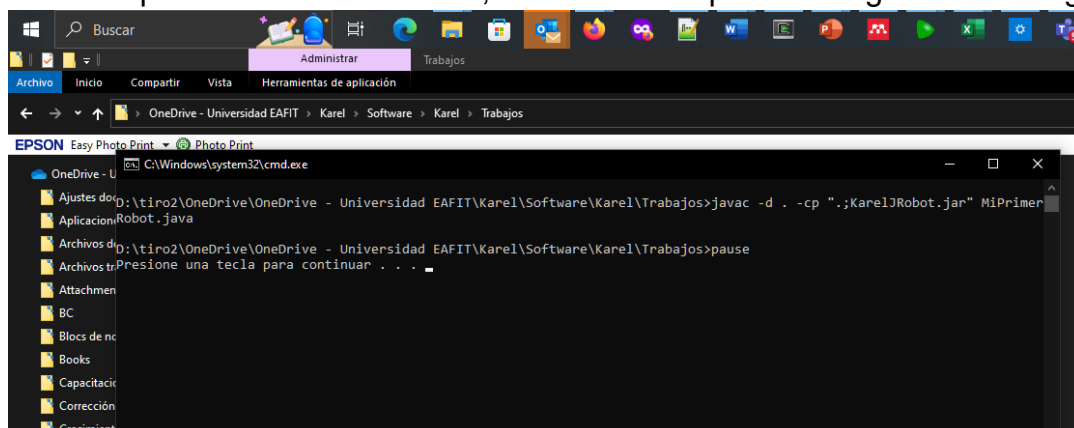 Buscar
Administrar
Trabajos
Archivo Inicio Compartir Vista Herramientas de aplicación
OneDrive - Universidad EAFIT > Karel > Software > Karel > Trabajos
EPSON Easy Photo Print Photo Print
C:\Windows\system32\cmd.exe
OneDrive - U
D:\tiro2\OneDrive\OneDrive - Universidad EAFIT\Karel\Software\Karel\Trabajos>javac -d . -cp ".;KarelJRobot.jar" MiPrimer
Robot.java
D:\tiro2\OneDrive\OneDrive - Universidad EAFIT\Karel\Software\Karel\Trabajos>pause
Presione una tecla para continuar . . .
Ajustes do
Aplicacion
Archivos d
Archivos tr
Attachmen
BC
Blocs de no
Books
Capacitaci
Corrección